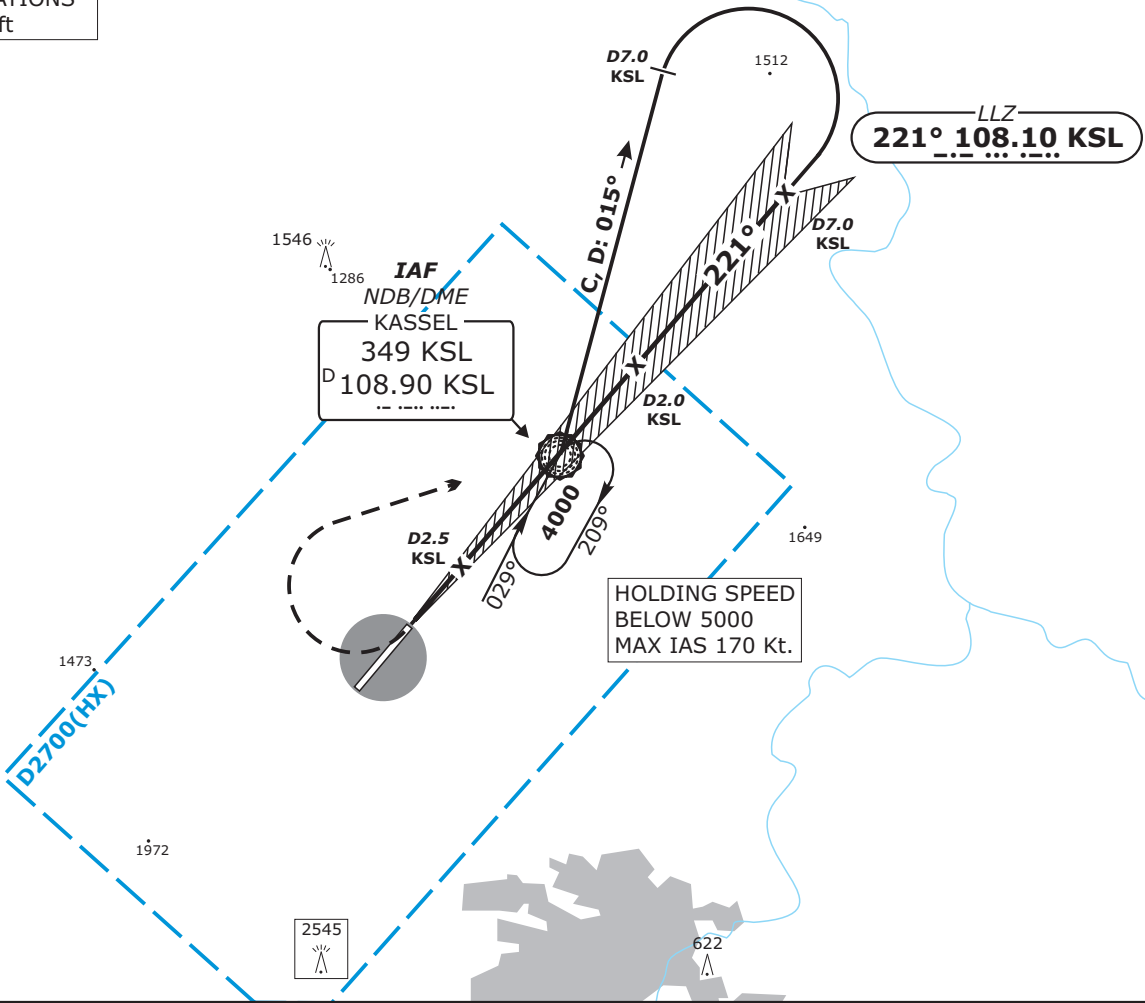 ft
D7.0
KSL
1512
LLZ
221° 108.10 KSL
C, D: 015°
221°
D7.0
KSL
1546
1286
IAF
NDB/DME
KASSEL
349 KSL
D 108.90 KSL
D2.0
KSL
4000
209°
029°
D2.5
KSL
1649
HOLDING SPEED
BELOW 5000
MAX IAS 170 Kt.
1473
D2700(HX)
1972
2545
622